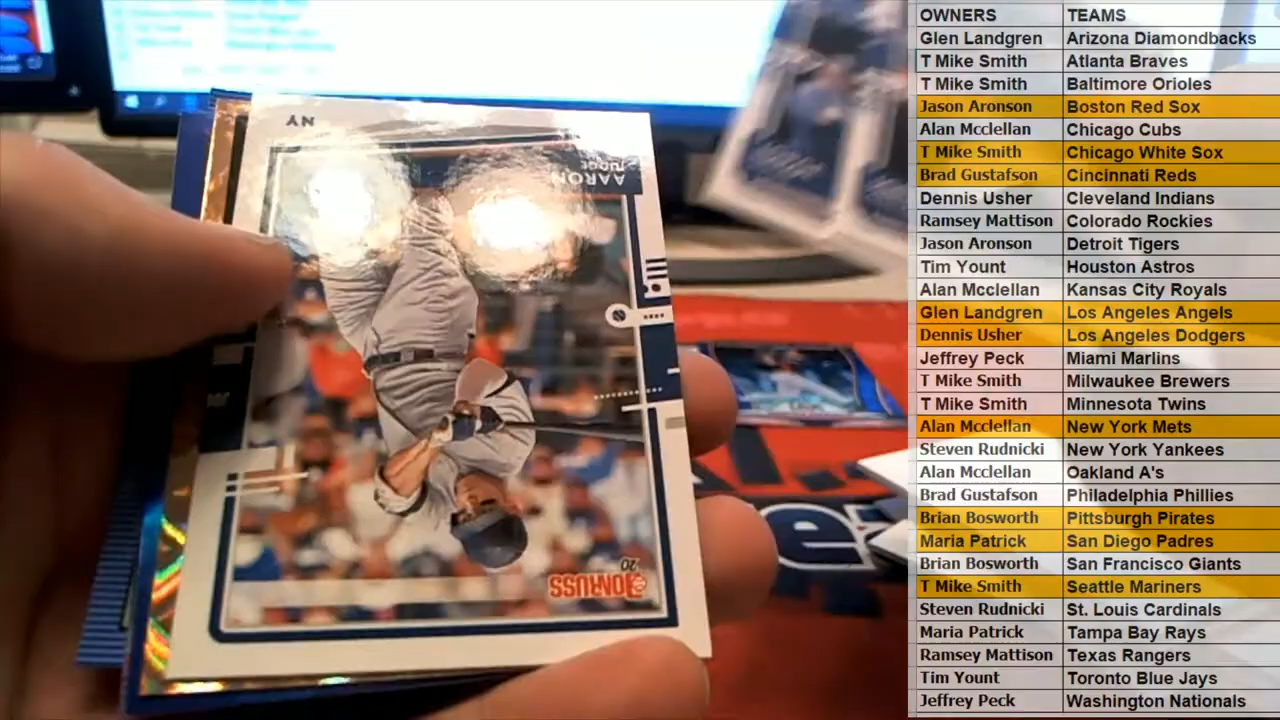 NY
AARON
JUDGE
20
DONRUSS
OWNERS TEAMS
Glen Landgren Arizona Diamondbacks
T Mike Smith Atlanta Braves
T Mike Smith Baltimore Orioles
Jason Aronson Boston Red Sox
Alan Mcclellan Chicago Cubs
T Mike Smith Chicago White Sox
Brad Gustafson Cincinnati Reds
Dennis Usher Cleveland Indians
Ramsey Mattison Colorado Rockies
Jason Aronson Detroit Tigers
Tim Yount Houston Astros
Alan Mcclellan Kansas City Royals
Glen Landgren Los Angeles Angels
Dennis Usher Los Angeles Dodgers
Jeffrey Peck Miami Marlins
T Mike Smith Milwaukee Brewers
T Mike Smith Minnesota Twins
Alan Mcclellan New York Mets
Steven Rudnicki New York Yankees
Alan Mcclellan Oakland A's
Brad Gustafson Philadelphia Phillies
Brian Bosworth Pittsburgh Pirates
Maria Patrick San Diego Padres
Brian Bosworth San Francisco Giants
T Mike Smith Seattle Mariners
Steven Rudnicki St. Louis Cardinals
Maria Patrick Tampa Bay Rays
Ramsey Mattison Texas Rangers
Tim Yount Toronto Blue Jays
Jeffrey Peck Washington Nationals